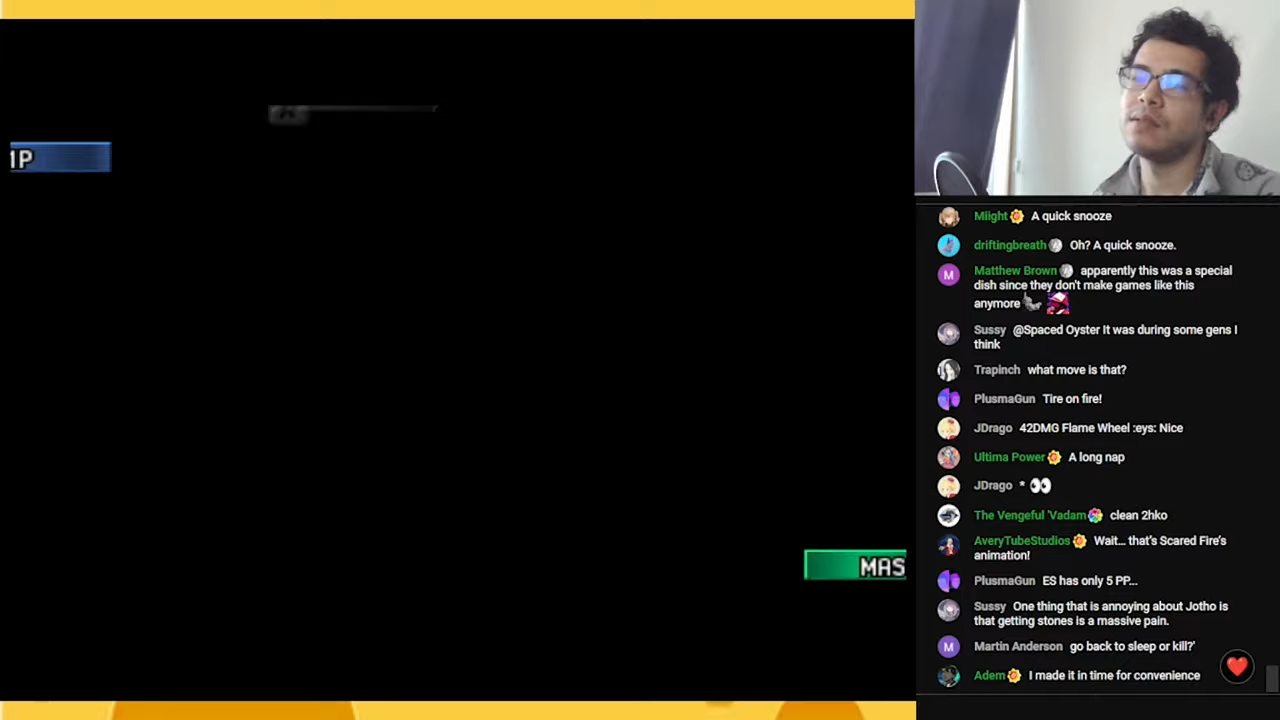 1P
MAS
Miight A quick snooze
driftingbreath Oh? A quick snooze.
Matthew Brown apparently this was a special
dish since they don't make games like this
anymore
Sussy @Spaced Oyster It was during some gens I
think
Trapinch what move is that?
PlusmaGun Tire on fire!
JDrago 42DMG Flame Wheel :eys: Nice
Ultima Power A long nap
JDrago *
The Vengeful 'Vadam clean 2hko
AveryTubeStudios Wait... that's Scared Fire's
animation!
PlusmaGun ES has only 5 PP...
Sussy One thing that is annoying about Jotho is
that getting stones is a massive pain.
M
Martin Anderson go back to sleep or kill?'
M
Adem I made it in time for convenience